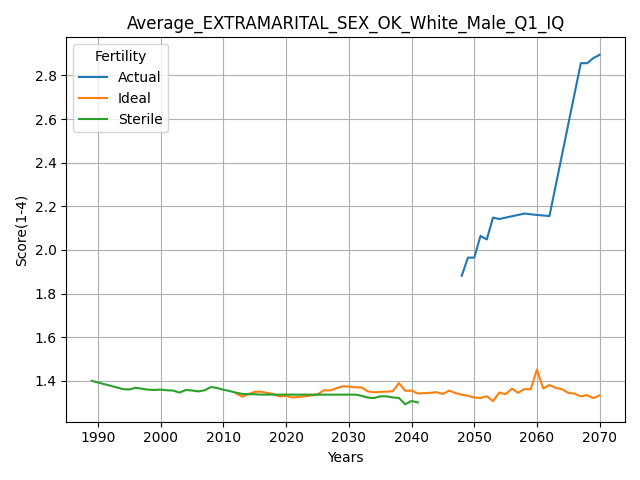 Average_EXTRAMARITAL_SEX_OK_White_Male_Q1_IQ
Fertility
Actual
Ideal
Sterile
Score(1-4)
2.8
2.6
2.4
2.2
2.0
1.8
1.6
1.4
1990 2000 2010 2020 2030 2040 2050 2060 2070
Years